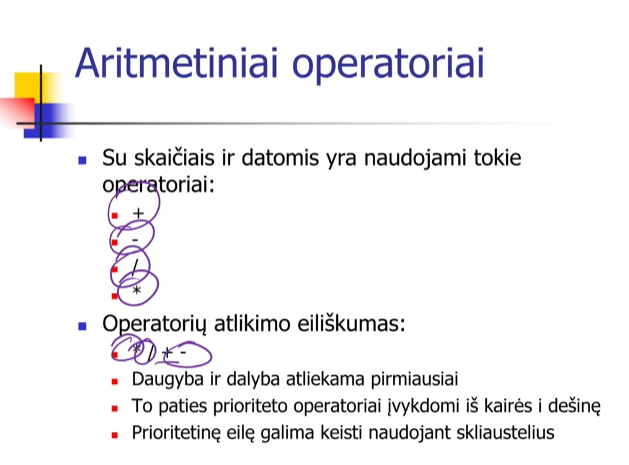 Aritmetiniai operatoriai
Su skaičiais ir datomis yra naudojami tokie
operatoriai:
+
-
/
*
Operatorių atlikimo eiliškumas:
* / + -
Daugyba ir dalyba atliekama pirmiausiai
To paties prioriteto operatoriai įvykdomi iš kairės i dešinę
Prioritetinę eilę galima keisti naudojant skliaustelius